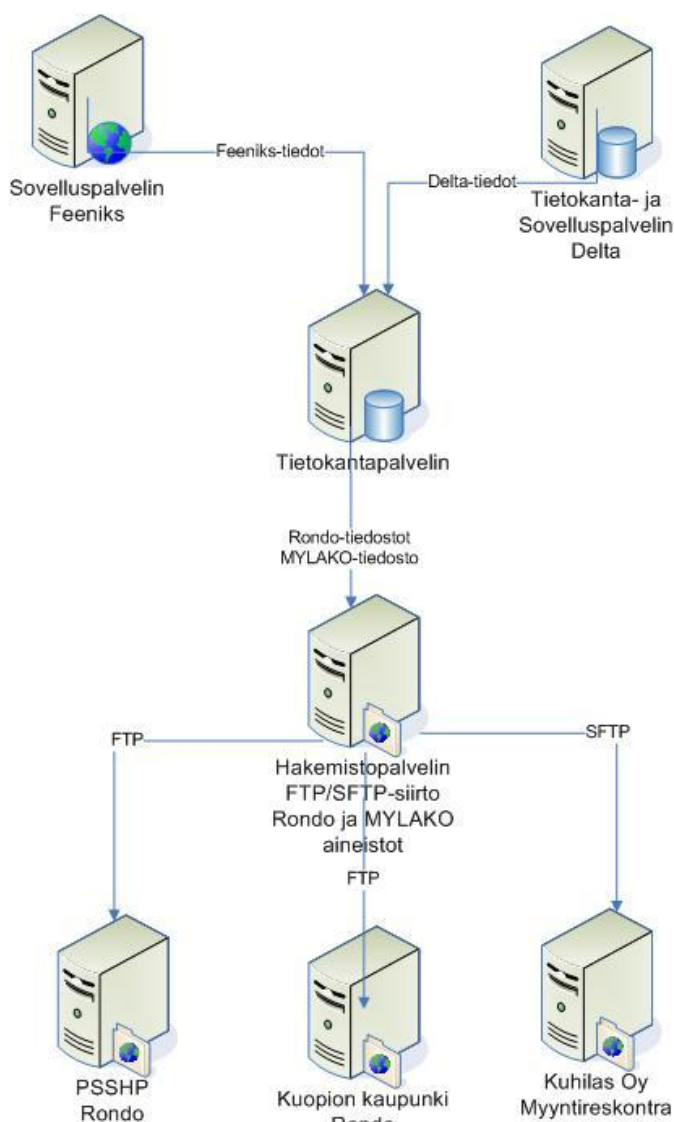 Feeniks-tiedot
Sovelluspalvelin
Feeniks
Delta-tiedot
Tietokanta- ja
Sovelluspalvelin
Delta
Tietokantapalvelin
Rondo-tiedostot
MYLAKO-tiedosto
FTP
SFTP
Hakemistopalvelin
FTP/SFTP-siirto
Rondo ja MYLAKO
aineistot
FTP
PSSHP
Rondo
Kuopion kaupunki
Rondo
Kuhilas Oy
Myyntireskontra